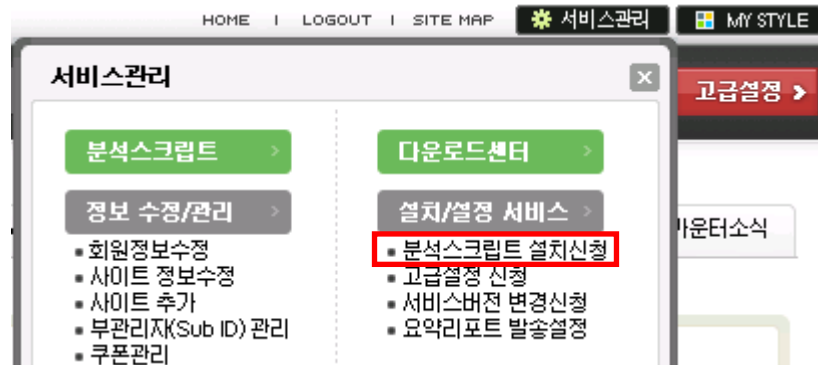 HOME | LOGOUT | SITE MAP 서비스관리 MY STYLE
서비스관리
고급설정
분석스크립트
다운로드센터
정보 수정/관리
설치/설정 서비스
회원정보수정
분석스크립트 설치신청
사이트 정보수정
고급설정 신청
사이트 추가
서비스버전 변경신청
부관리자(Sub ID) 관리
요약리포트 발송설정
쿠폰관리
운터소식